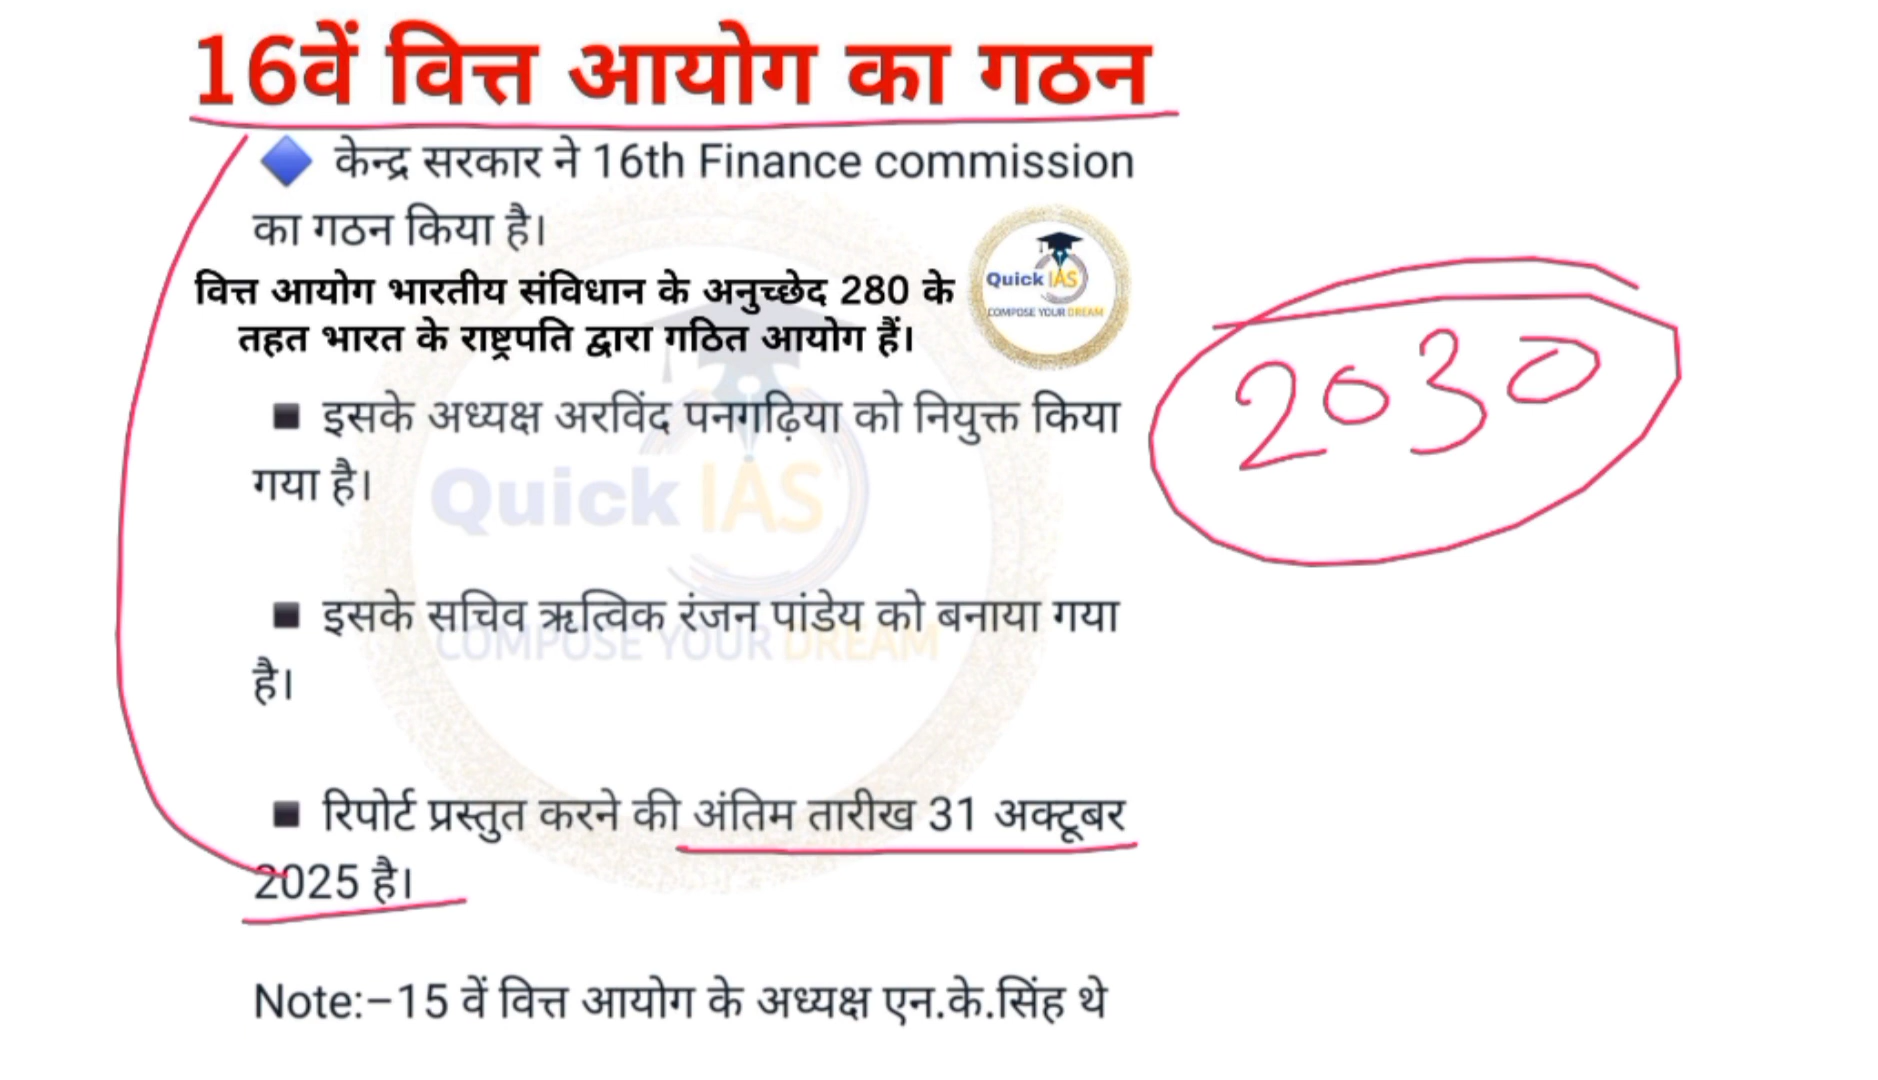 16वें वित्त आयोग का गठन
केन्द्र सरकार ने 16th Finance commission
का गठन किया है।
वित्त आयोग भारतीय संविधान के अनुच्छेद 280 के
तहत भारत के राष्ट्रपति द्वारा गठित आयोग हैं।
Quick IAS
COMPOSE YOUR DREAM
2030
इसके अध्यक्ष अरविंद पनगढ़िया को नियुक्त किया
गया है।
Quick IAS
इसके सचिव ऋत्विक रंजन पांडेय को बनाया गया
COMPOSE YOUR DREAM
है।
रिपोर्ट प्रस्तुत करने की अंतिम तारीख 31 अक्टूबर
2025 है।
Note:–15 वें वित्त आयोग के अध्यक्ष एन.के.सिंह थे